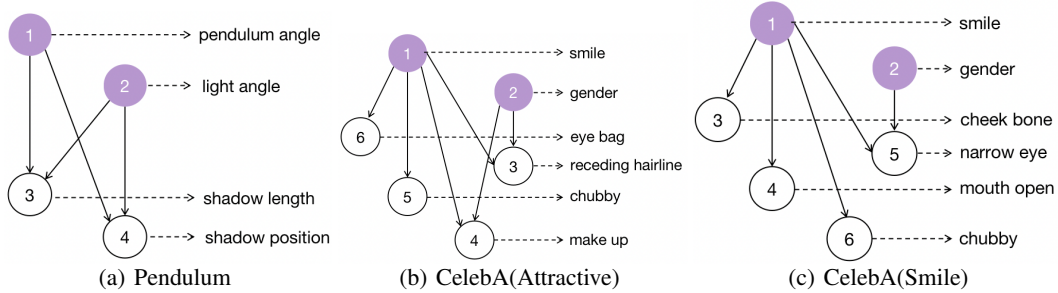 1 pendulum angle
2 light angle
3 shadow length
4 shadow position
(a) Pendulum
1 smile
2 gender
6 eye bag
3 receding hairline
5 chubby
4 make up
(b) CelebA(Attractive)
1 smile
2 gender
3 cheek bone
5 narrow eye
4 mouth open
6 chubby
(c) CelebA(Smile)